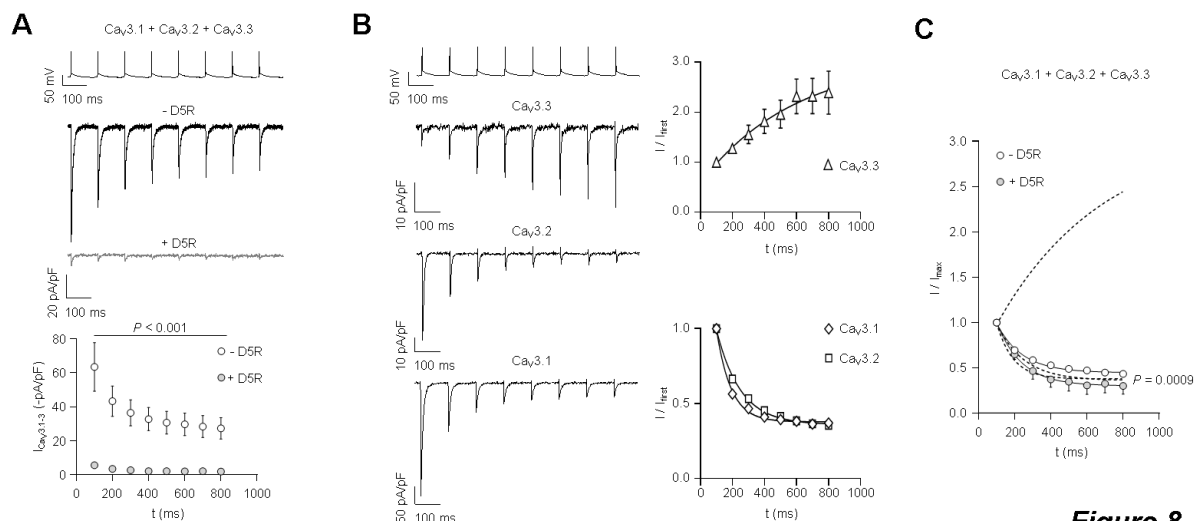 A
CaV3.1 + CaV3.2 + CaV3.3
50 mV
100 ms
- D5R
+ D5R
20 pA/pF
100 ms
P < 0.001
80
60
40
20
0
ICaV3.1-3 (-pA/pF)
- D5R
+ D5R
0 200 400 600 800 1000
t (ms)
B
50 mV
100 ms
CaV3.3
10 pA/pF
100 ms
CaV3.2
10 pA/pF
100 ms
CaV3.1
50 pA/pF
100 ms
3.0
2.0
1.0
0.0
I / Ifirst
CaV3.3
0 200 400 600 800 1000
t (ms)
1.0
0.5
0.0
I / Ifirst
CaV3.1
CaV3.2
0 200 400 600 800 1000
t (ms)
C
CaV3.1 + CaV3.2 + CaV3.3
3.0
2.5
2.0
1.5
1.0
0.5
0.0
I / Imax
- D5R
+ D5R
P = 0.0009
0 200 400 600 800 1000
t (ms)
Figure 8